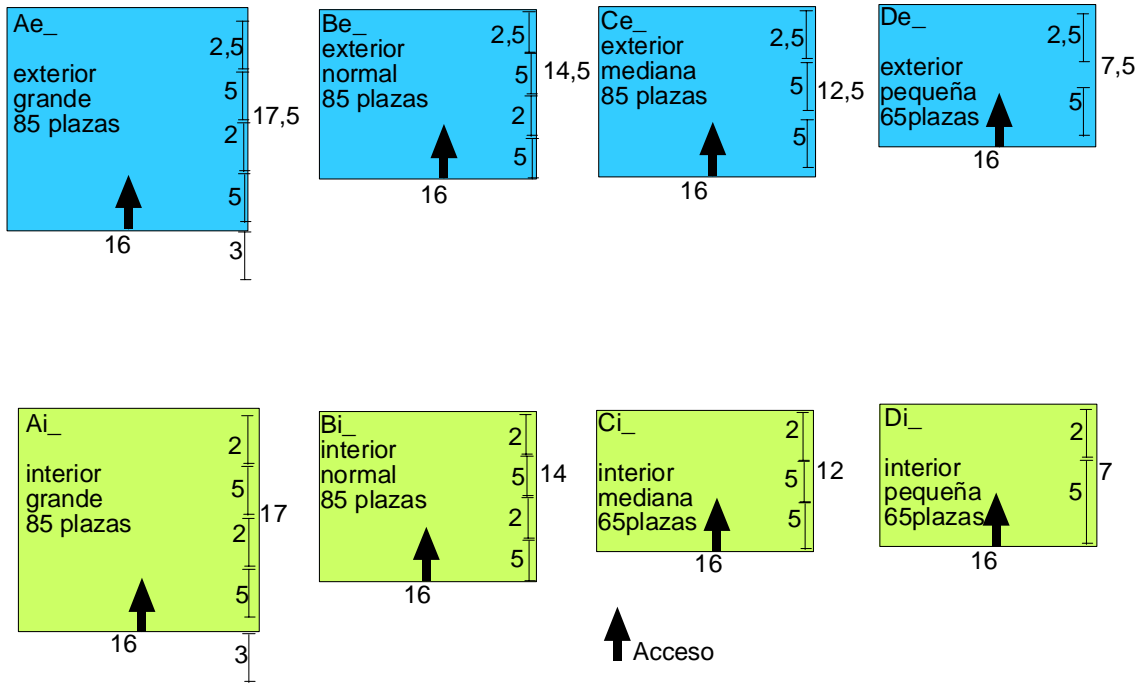 Ae_
exterior
grande
85 plazas
2,5
5
2
5
3
17,5
16
Be_
exterior
normal
85 plazas
2,5
5
2
5
14,5
16
Ce_
exterior
mediana
85 plazas
2,5
5
5
12,5
16
De_
exterior
pequeña
65plazas
2,5
5
7,5
16
Ai_
interior
grande
85 plazas
2
5
2
5
3
17
16
Bi_
interior
normal
85 plazas
2
5
2
5
14
16
Ci_
interior
mediana
65plazas
2
5
5
12
16
Di_
interior
pequeña
65plazas
2
5
7
16
Acceso